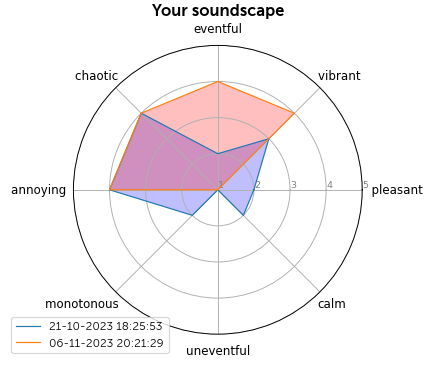 Your soundscape
eventful
chaotic
vibrant
annoying
1 2 3 4 5
pleasant
monotonous
calm
uneventful
21-10-2023 18:25:53
06-11-2023 20:21:29